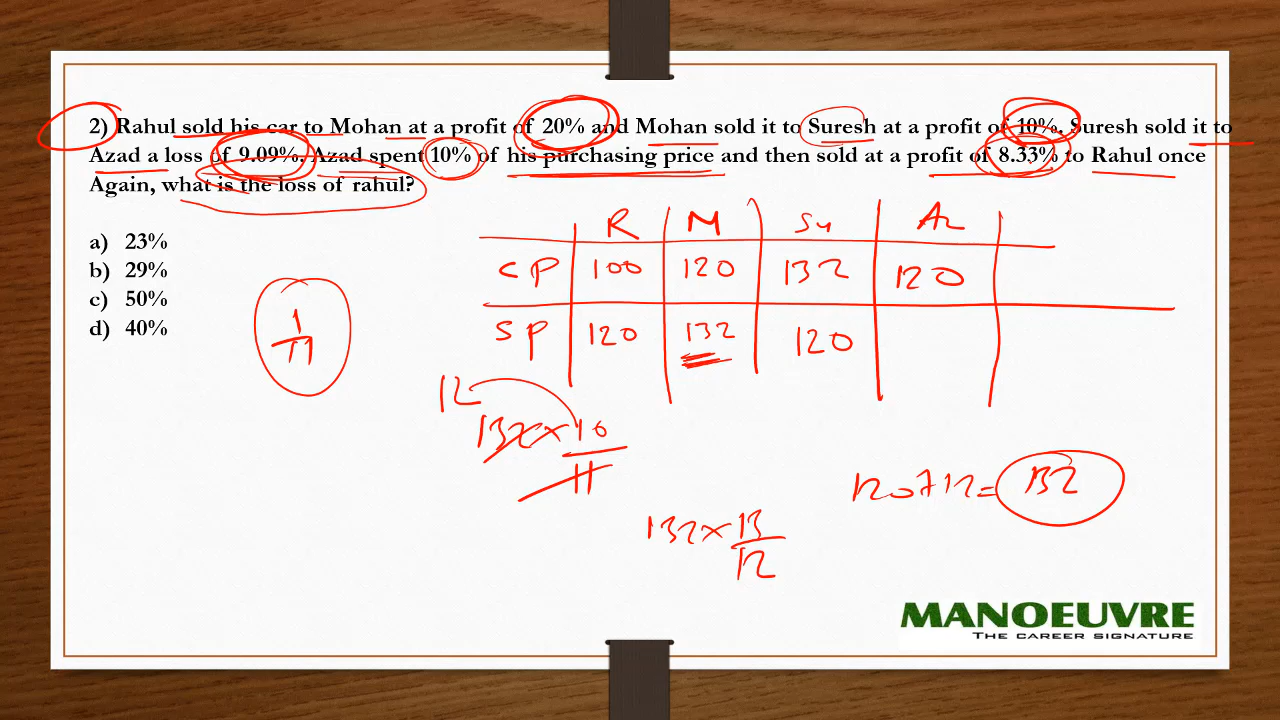 2) Rahul sold his car to Mohan at a profit of 20% and Mohan sold it to Suresh at a profit of 10%. Suresh sold it to
Azad a loss of 9.09%. Azad spent 10% of his purchasing price and then sold at a profit of 8.33% to Rahul once
Again, what is the loss of rahul?
a) 23%
b) 29%
c) 50%
d) 40%
R M Su Az
CP 100 120 132 120
SP 120 132 120
1/11
12
132 × 10/11
120+12= 132
132 × 13/12
MANOEUVRE
THE CAREER SIGNATURE